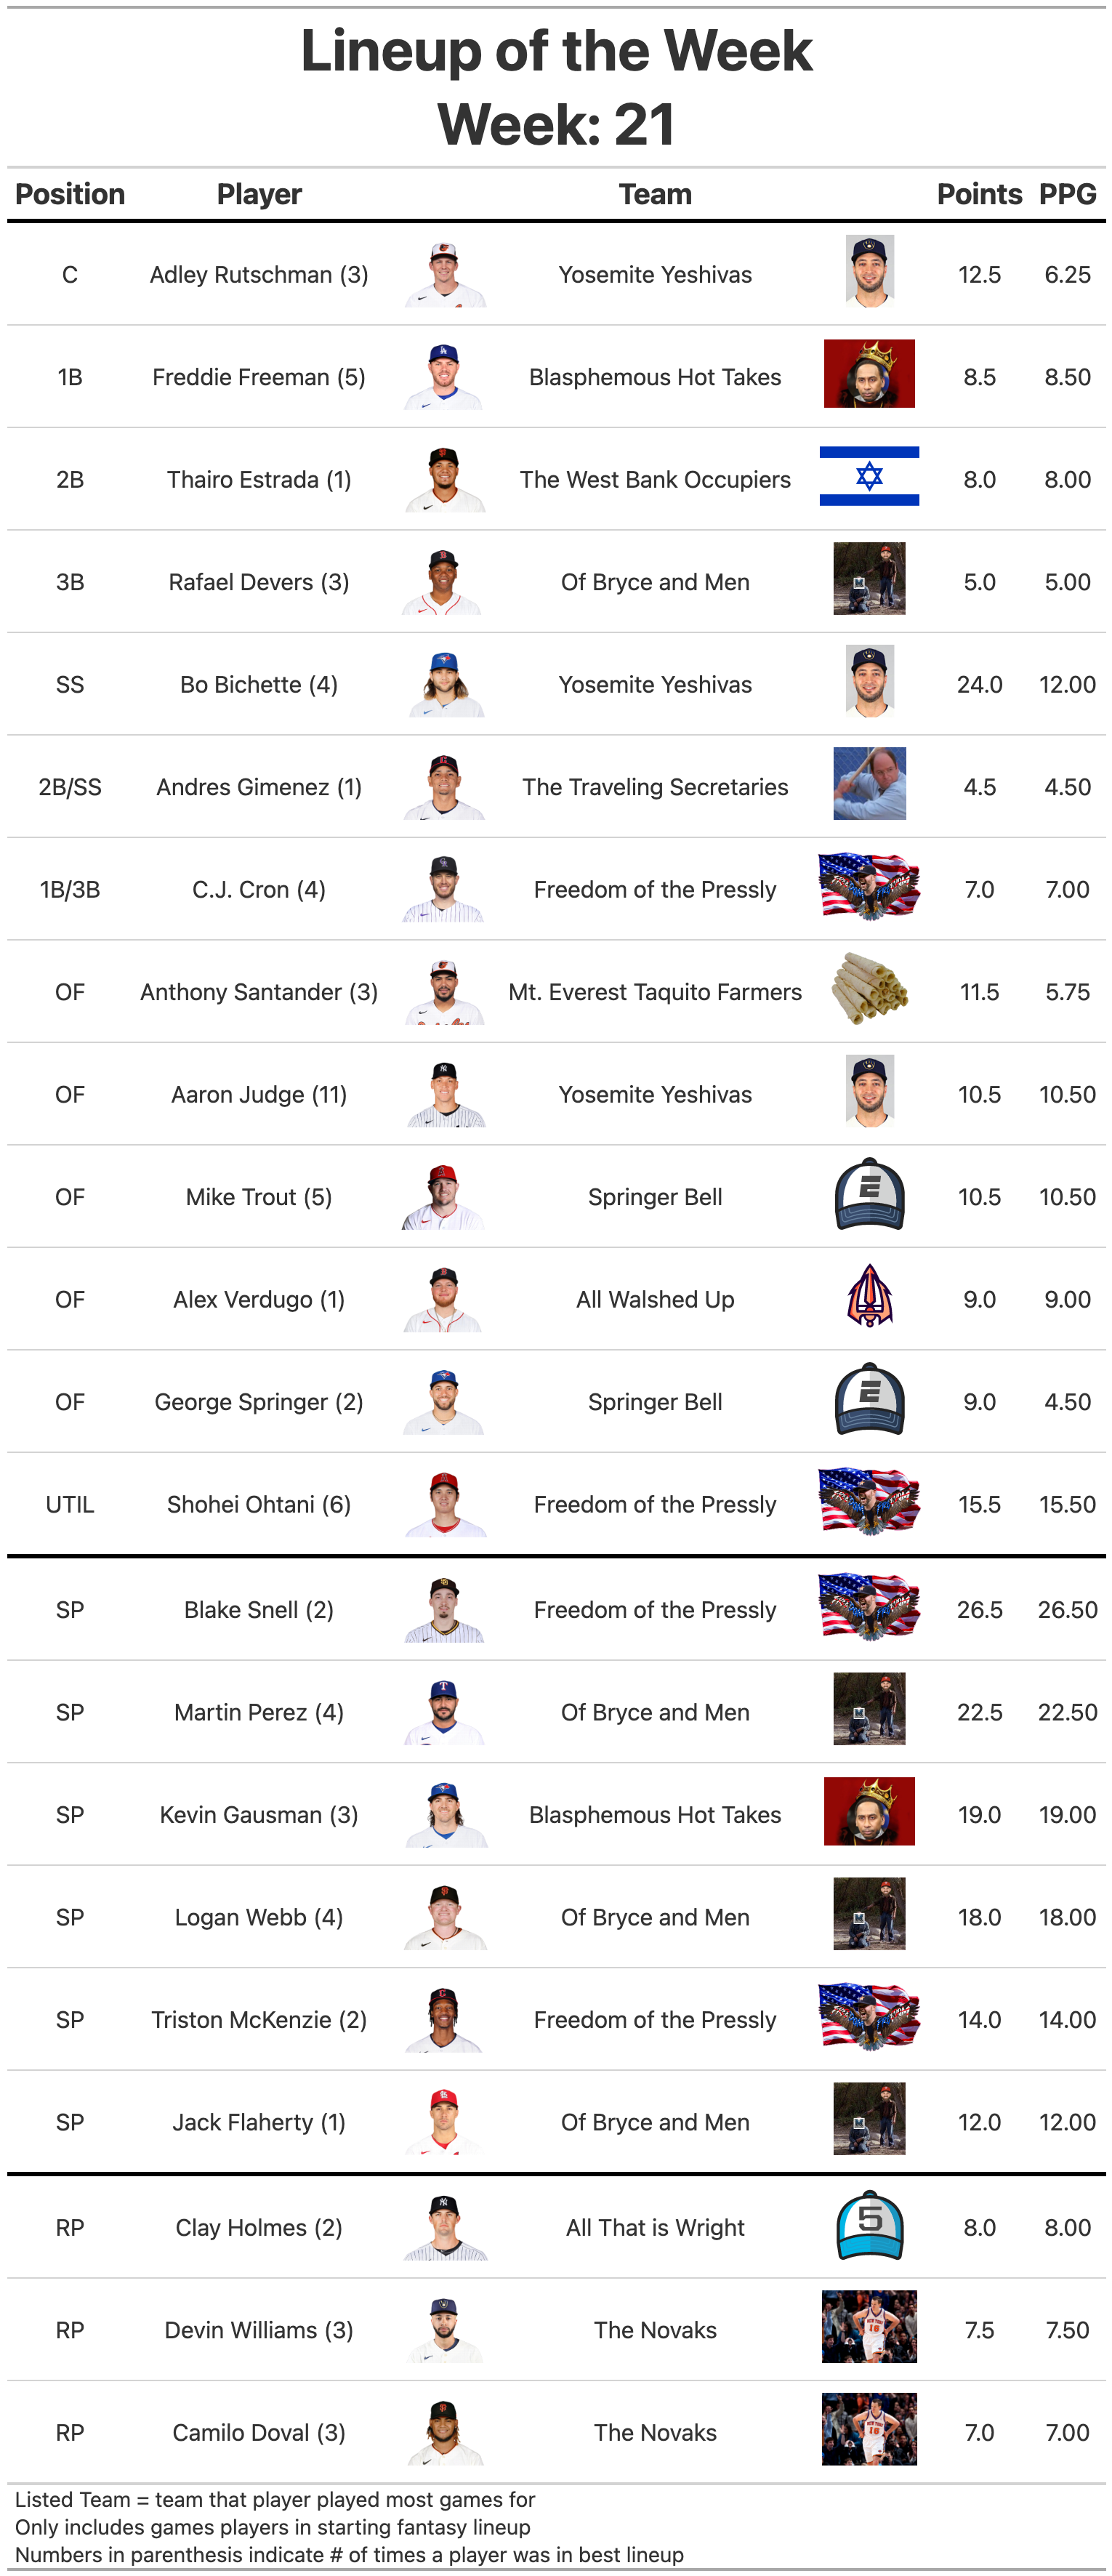 Lineup of the Week
Week: 21
Position Player Team Points PPG
C Adley Rutschman (3) Yosemite Yeshivas 12.5 6.25
1B Freddie Freeman (5) Blasphemous Hot Takes 8.5 8.50
2B Thairo Estrada (1) The West Bank Occupiers 8.0 8.00
3B Rafael Devers (3) Of Bryce and Men 5.0 5.00
SS Bo Bichette (4) Yosemite Yeshivas 24.0 12.00
2B/SS Andres Gimenez (1) The Traveling Secretaries 4.5 4.50
1B/3B C.J. Cron (4) Freedom of the Pressly 7.0 7.00
OF Anthony Santander (3) Mt. Everest Taquito Farmers 11.5 5.75
OF Aaron Judge (11) Yosemite Yeshivas 10.5 10.50
OF Mike Trout (5) Springer Bell 10.5 10.50
OF Alex Verdugo (1) All Walshed Up 9.0 9.00
OF George Springer (2) Springer Bell 9.0 4.50
UTIL Shohei Ohtani (6) Freedom of the Pressly 15.5 15.50
SP Blake Snell (2) Freedom of the Pressly 26.5 26.50
SP Martin Perez (4) Of Bryce and Men 22.5 22.50
SP Kevin Gausman (3) Blasphemous Hot Takes 19.0 19.00
SP Logan Webb (4) Of Bryce and Men 18.0 18.00
SP Triston McKenzie (2) Freedom of the Pressly 14.0 14.00
SP Jack Flaherty (1) Of Bryce and Men 12.0 12.00
RP Clay Holmes (2) All That is Wright 5 8.0 8.00
RP Devin Williams (3) The Novaks 7.5 7.50
RP Camilo Doval (3) The Novaks 7.0 7.00
Listed Team = team that player played most games for
Only includes games players in starting fantasy lineup
Numbers in parenthesis indicate # of times a player was in best lineup